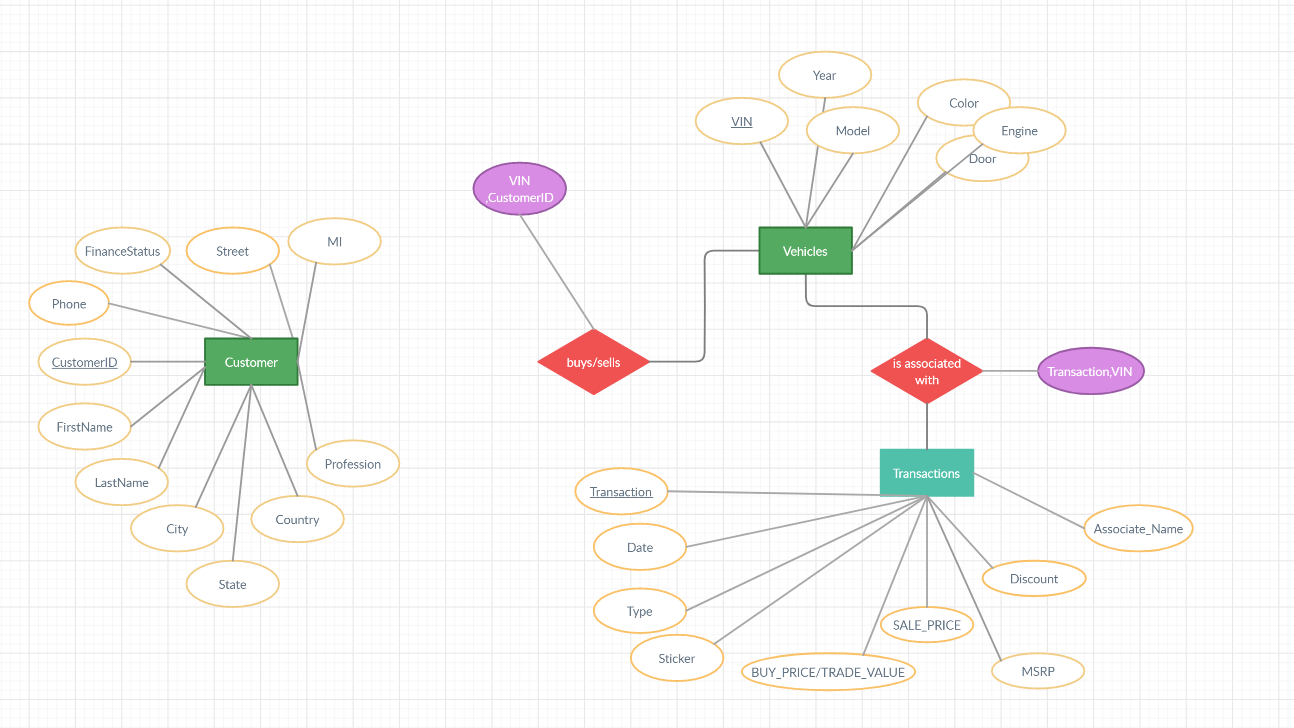 Year
Color
VIN
Model
Engine
Door
VIN
,CustomerID
MI
FinanceStatus
Street
Vehicles
Phone
CustomerID
Customer
buys/sells
is associated
with
Transaction,VIN
FirstName
LastName
Profession
Transactions
Transaction
City
Country
Associate_Name
Date
State
Discount
Type
SALE_PRICE
Sticker
BUY_PRICE/TRADE_VALUE
MSRP